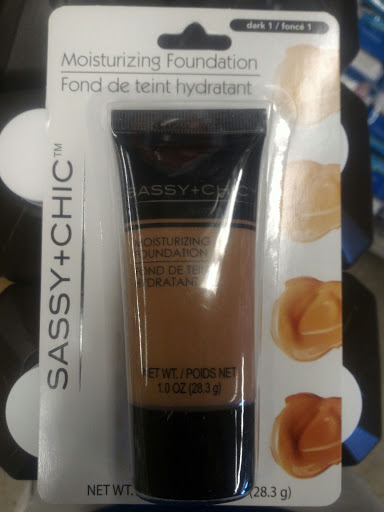 dark 1 / foncé 1
Moisturizing Foundation
Fond de teint hydratant
SASSY+CHIC™
SASSY+CHIC
MOISTURIZING
FOUNDATION
FOND DE TEINT
HYDRATANT
NET WT. / POIDS NET
1.0 OZ (28.3 g)
NET WT. (28.3 g)